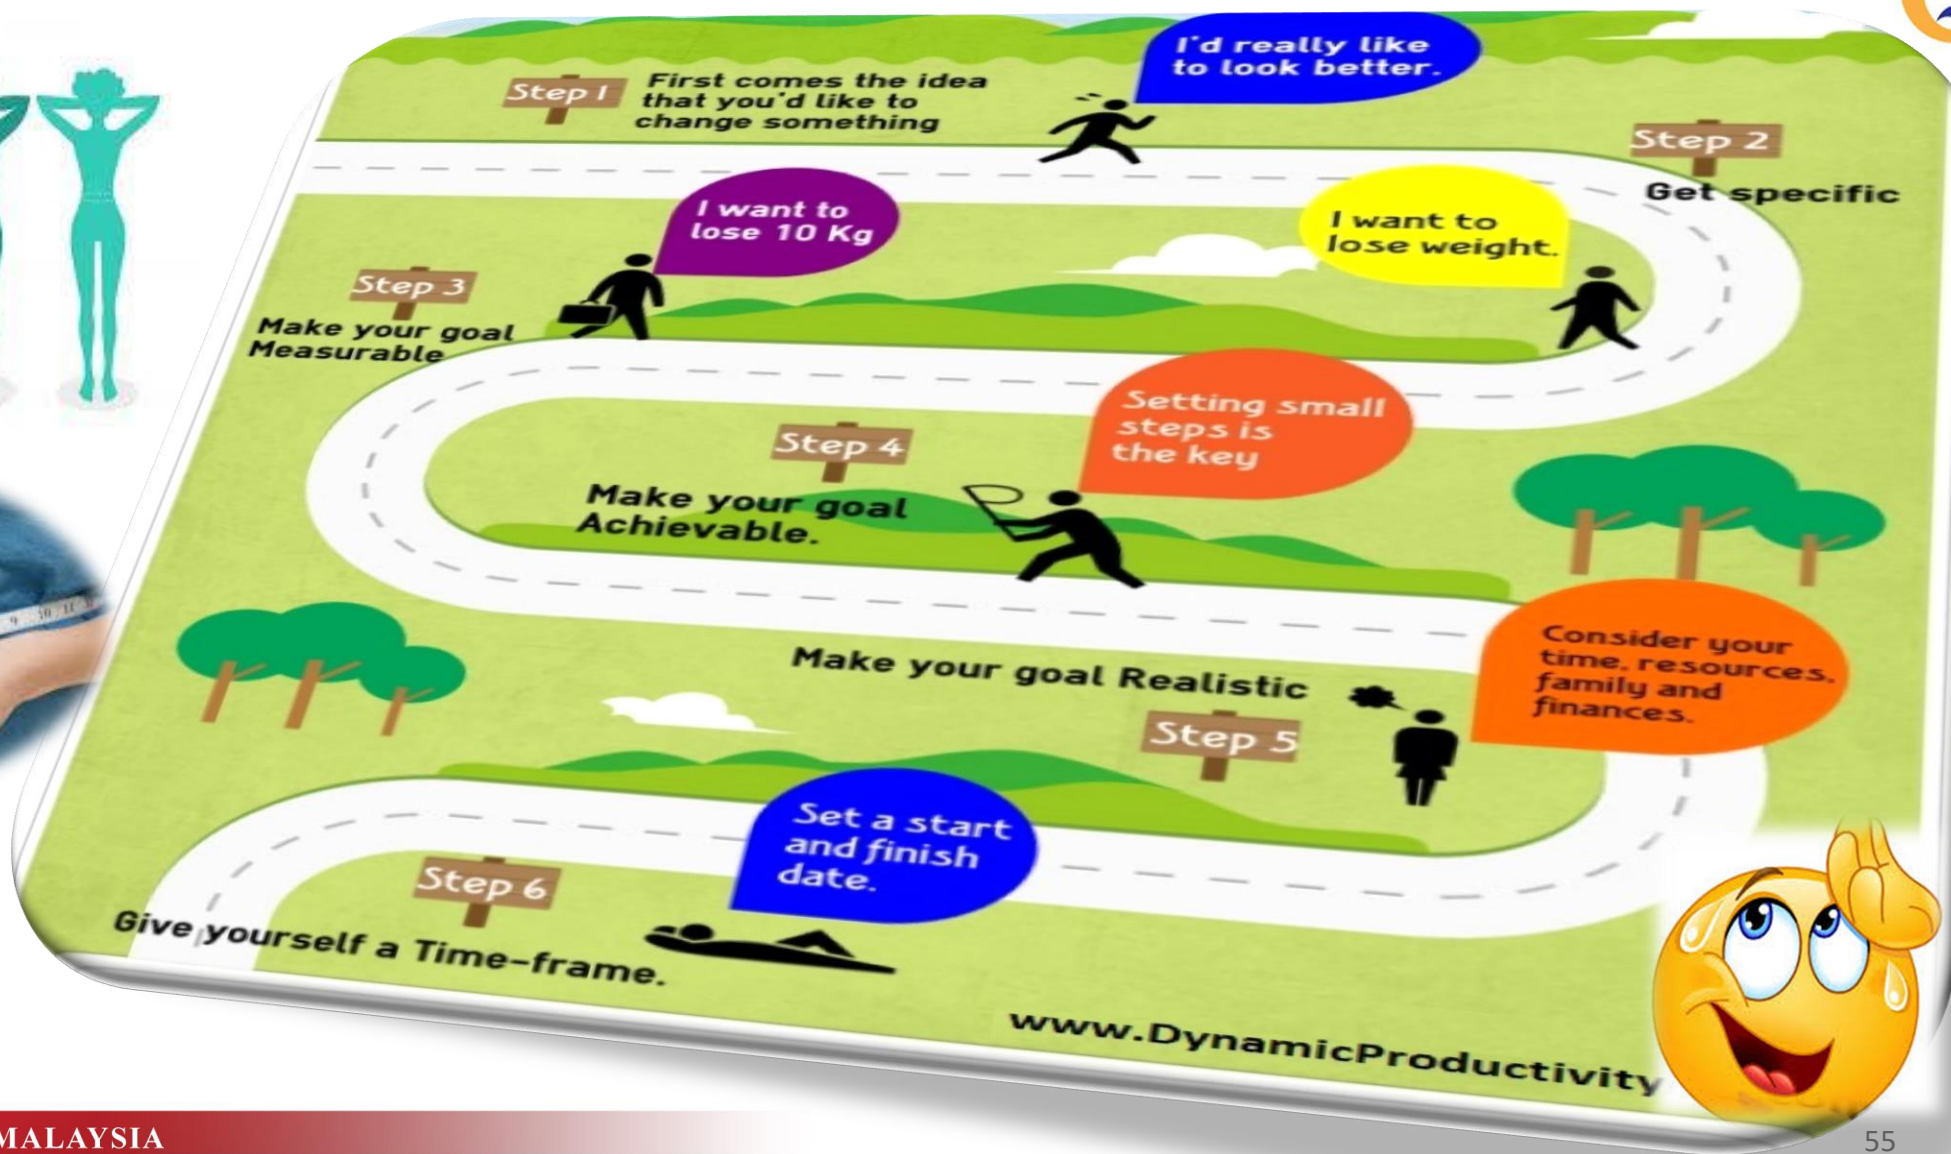 I'd really like
to look better.
Step 1
First comes the idea
that you'd like to
change something
Step 2
Get specific
I want to
lose weight.
I want to
lose 10 Kg
Step 3
Make your goal
Measurable
Setting small
steps is
the key
Step 4
Make your goal
Achievable.
Consider your
time, resources,
family and
finances.
Make your goal Realistic
Step 5
Set a start
and finish
date.
Step 6
Give yourself a Time-frame.
www.DynamicProductivity
9 10 11
MALAYSIA
55